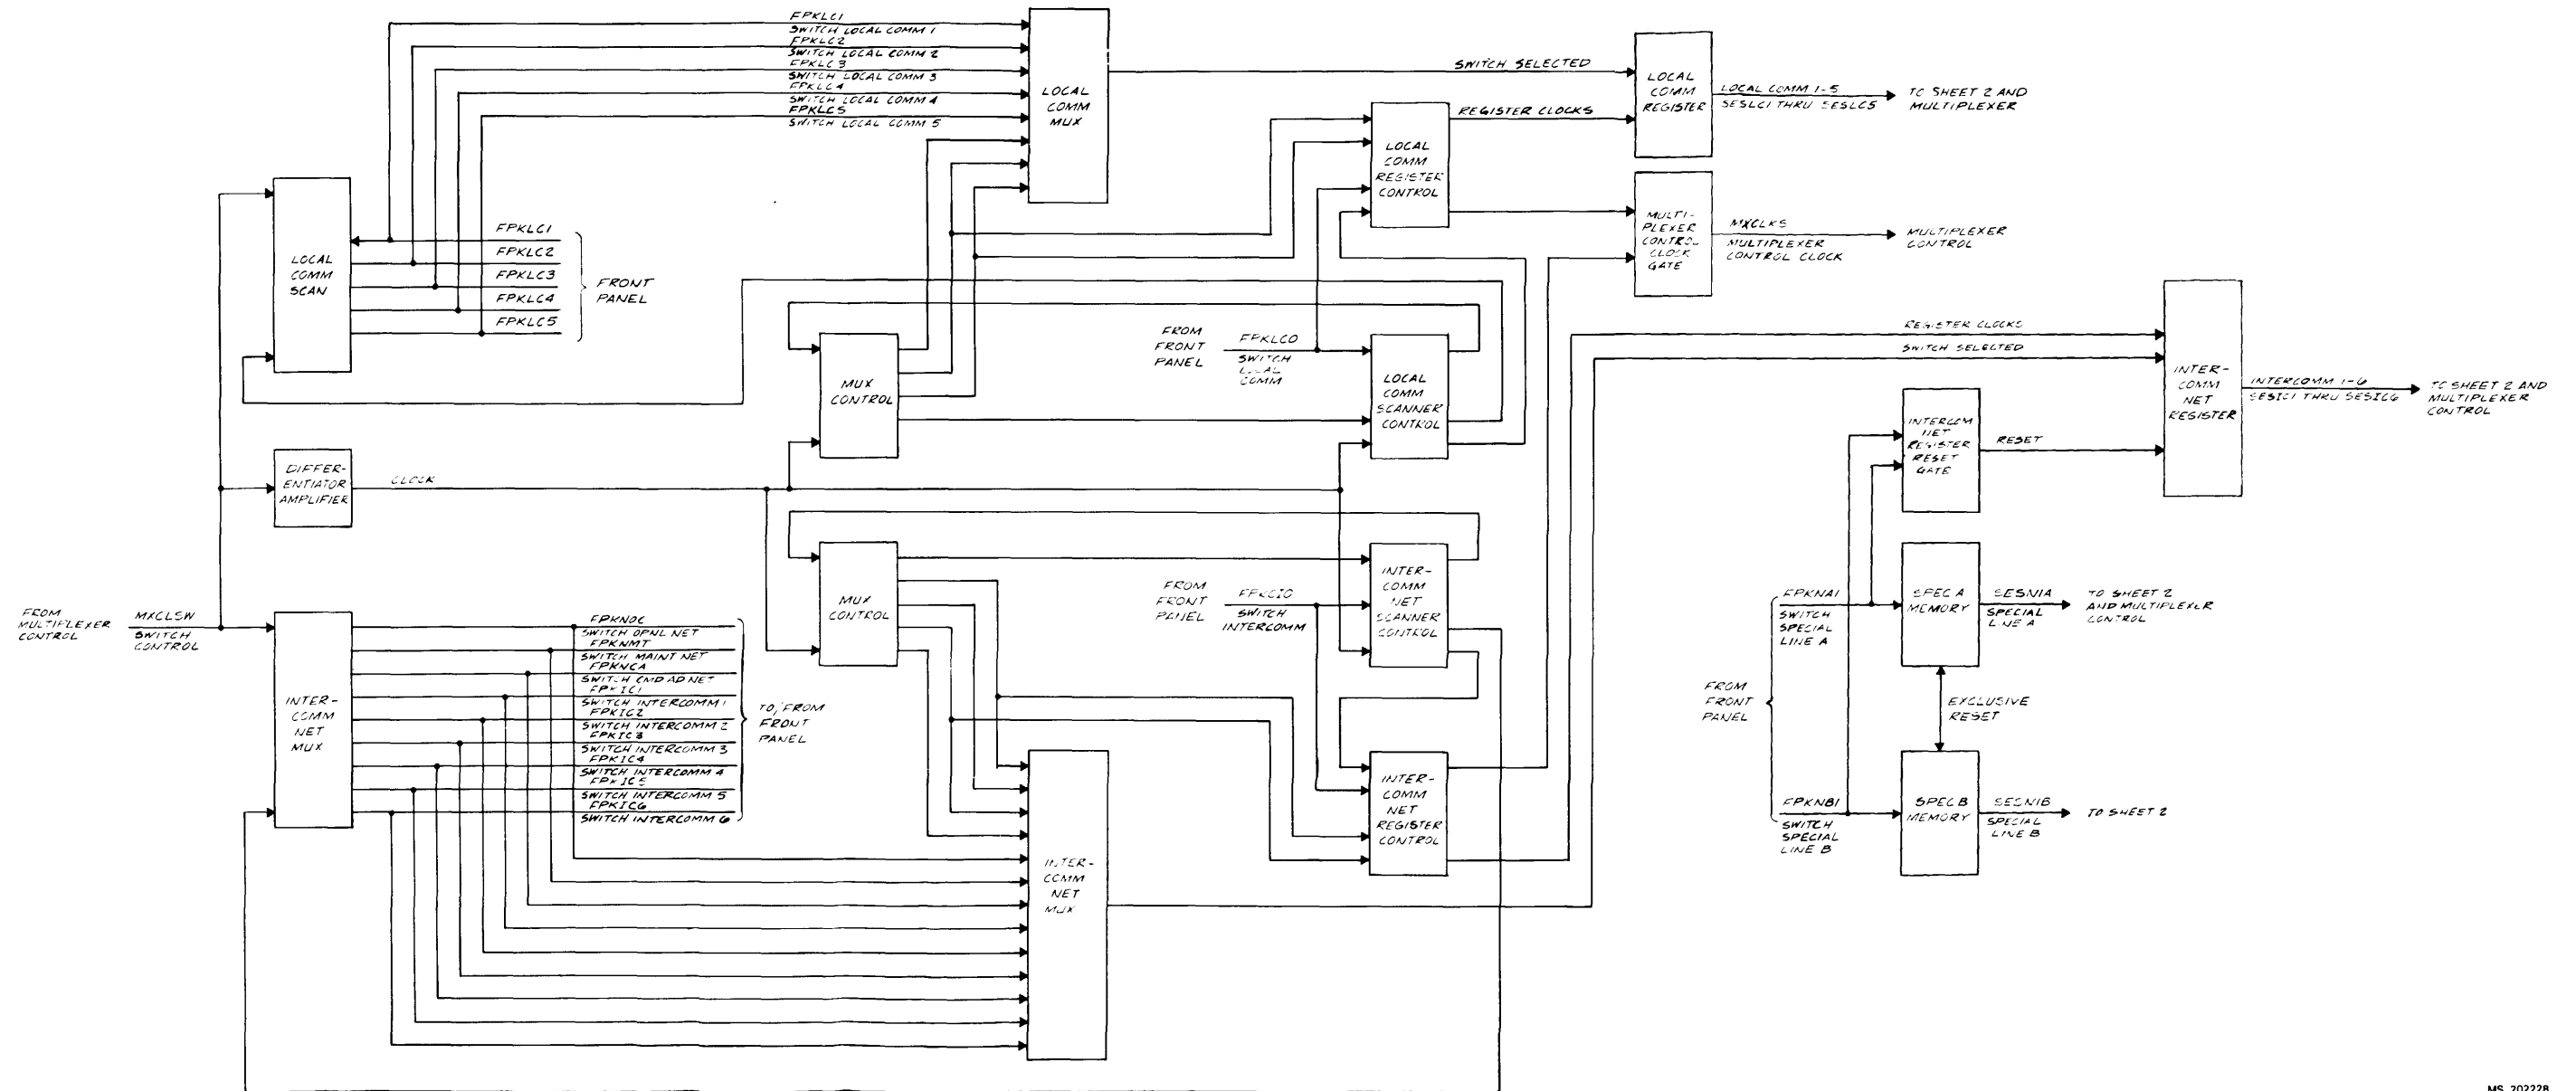 FPKLC1
SWITCH LOCAL COMM 1
FPKLC2
SWITCH LOCAL COMM 2
FPKLC3
SWITCH LOCAL COMM 3
FPKLC4
SWITCH LOCAL COMM 4
FPKLC5
SWITCH LOCAL COMM 5
LOCAL
COMM
MUX
SWITCH SELECTED
REGISTER CLOCKS
LOCAL
COMM
REGISTER
LOCAL COMM 1-5
SESLC1 THRU SESLC5
TO SHEET 2 AND
MULTIPLEXER
LOCAL
COMM
REGISTER
CONTROL
MULTI-
PLEXER
CONTROL
CLOCK
GATE
MXCLKS
MULTIPLEXER
CONTROL CLOCK
MULTIPLEXER
CONTROL
LOCAL
COMM
SCAN
FPKLC1
FPKLC2
FPKLC3
FPKLC4
FPKLC5
FRONT
PANEL
MUX
CONTROL
FROM
FRONT
PANEL
FPKLCO
SWITCH
LOCAL
COMM
LOCAL
COMM
SCANNER
CONTROL
REGISTER CLOCKS
SWITCH SELECTED
INTER-
COMM
NET
REGISTER
INTERCOMM 1-6
SESIC1 THRU SESIC6
TO SHEET 2 AND
MULTIPLEXER
CONTROL
INTERCOM
NET
REGISTER
RESET
GATE
RESET
DIFFER-
ENTIATOR
AMPLIFIER
CLOCK
FROM
MULTIPLEXER
CONTROL
MXCLSW
SWITCH
CONTROL
INTER-
COMM
NET
MUX
FPKNOC
SWITCH OPNL NET
FPKNMT
SWITCH MAINT NET
FPKNCA
SWITCH CMD AD NET
FPKIC1
SWITCH INTERCOMM 1
FPKIC2
SWITCH INTERCOMM 2
FPKIC3
SWITCH INTERCOMM 3
FPKIC4
SWITCH INTERCOMM 4
FPKIC5
SWITCH INTERCOMM 5
FPKIC6
SWITCH INTERCOMM 6
TO/FROM
FRONT
PANEL
MUX
CONTROL
FROM
FRONT
PANEL
SWITCH
INTERCOMM
INTER-
COMM
NET
SCANNER
CONTROL
INTER-
COMM
NET
REGISTER
CONTROL
INTER-
COMM
NET
MUX
FROM
FRONT
PANEL
FPKNA1
SWITCH
SPECIAL
LINE A
SPEC A
MEMORY
SESNIA
SPECIAL
LINE A
TO SHEET 2
AND MULTIPLEXER
CONTROL
EXCLUSIVE
RESET
FPKNB1
SWITCH
SPECIAL
LINE B
SPEC B
MEMORY
SESNIB
SPECIAL
LINE B
TO SHEET 2
MS 202228